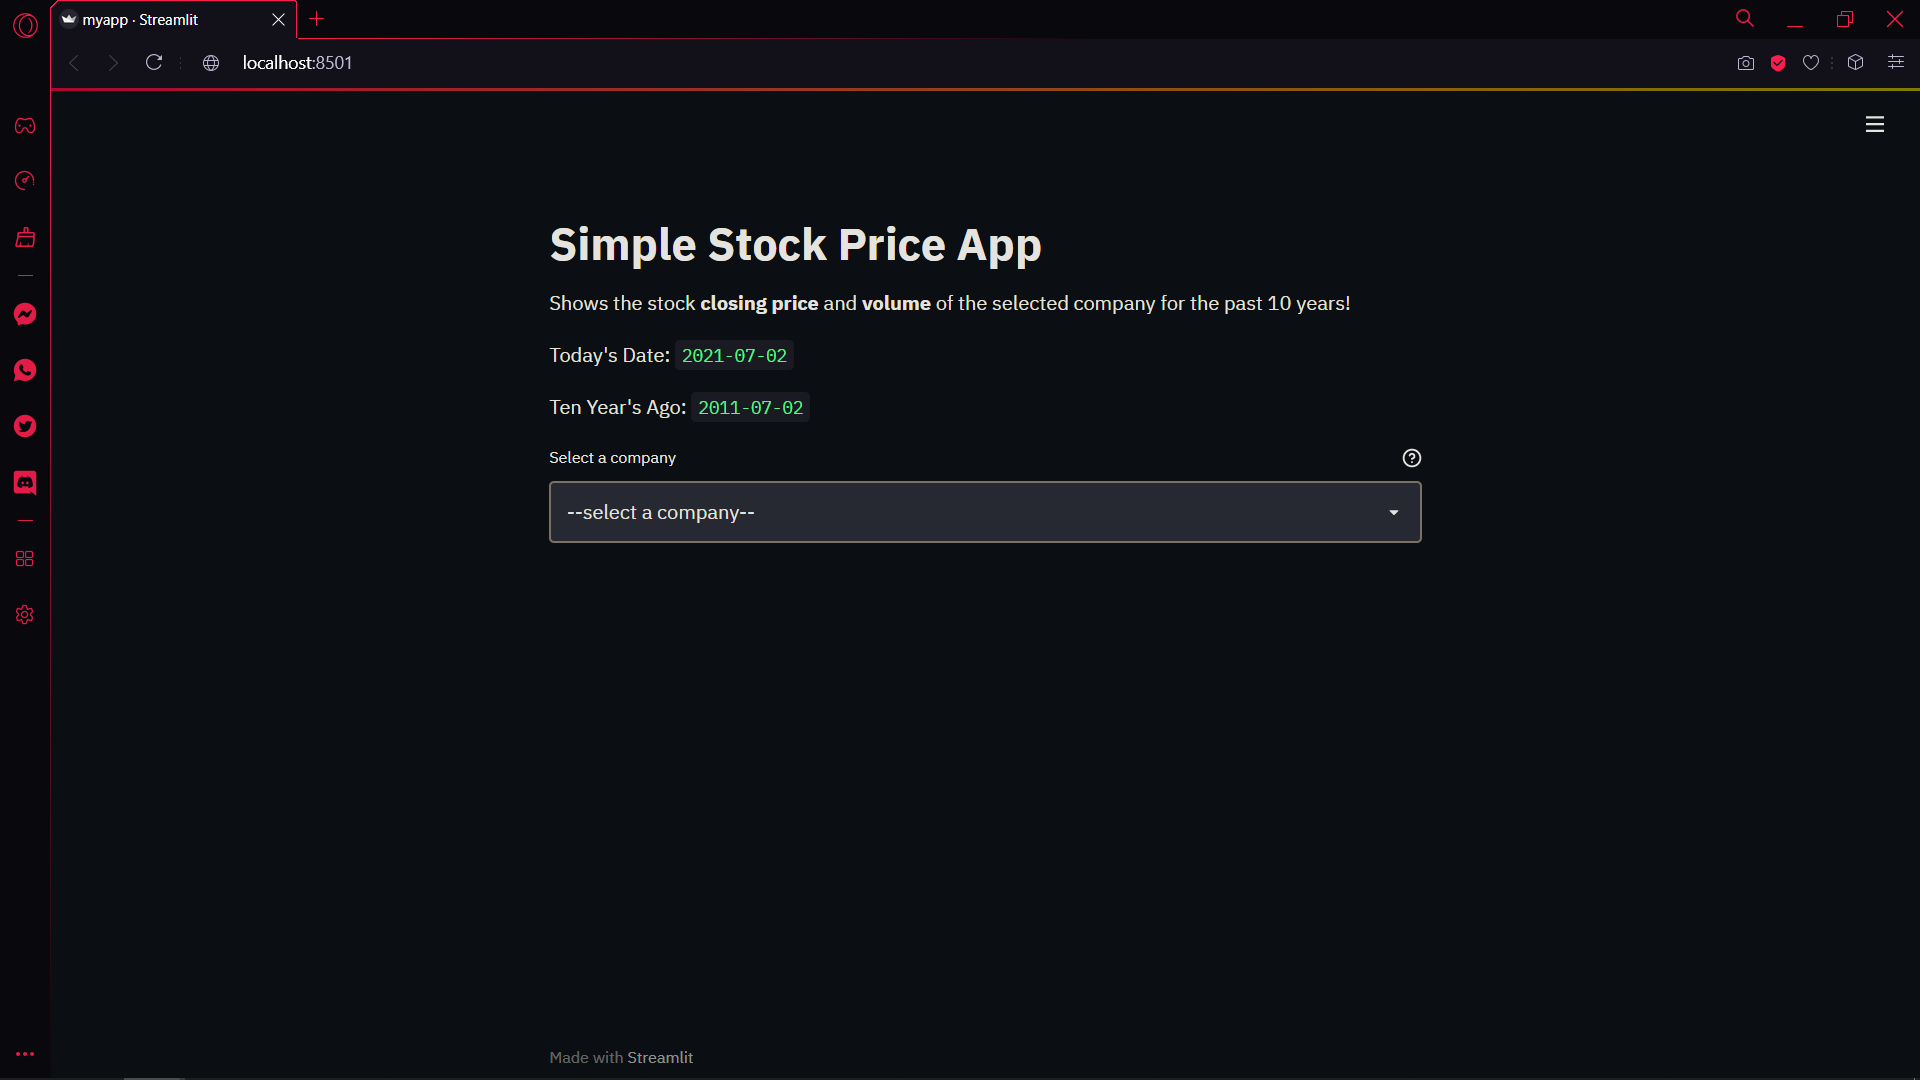 myapp · Streamlit
localhost:8501
Simple Stock Price App
Shows the stock closing price and volume of the selected company for the past 10 years!
Today's Date: 2021-07-02
Ten Year's Ago: 2011-07-02
Select a company
--select a company--
Made with Streamlit